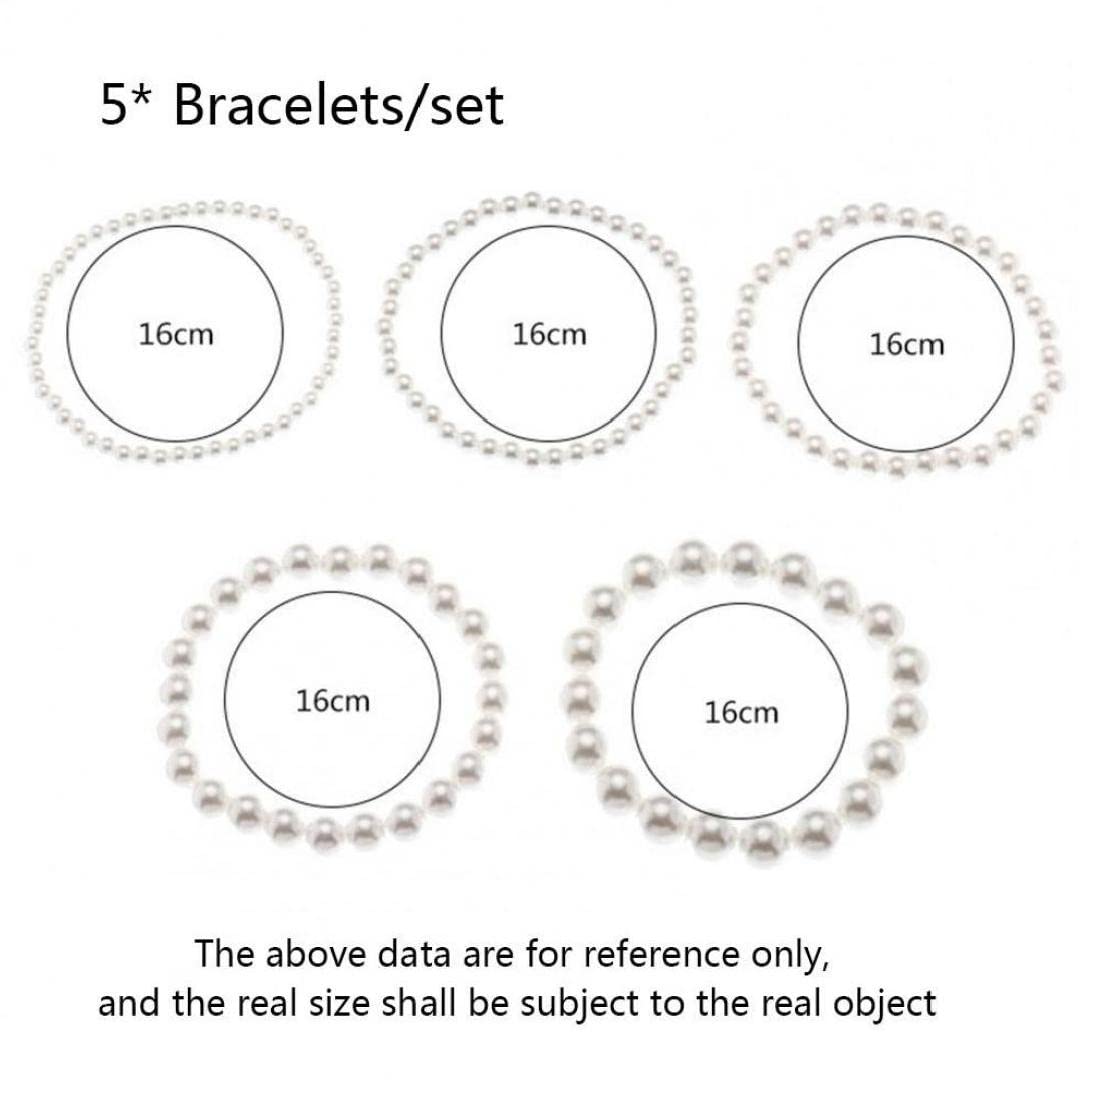 5* Bracelets/set
16cm
16cm
16cm
16cm
16cm
The above data are for reference only,
and the real size shall be subject to the real object